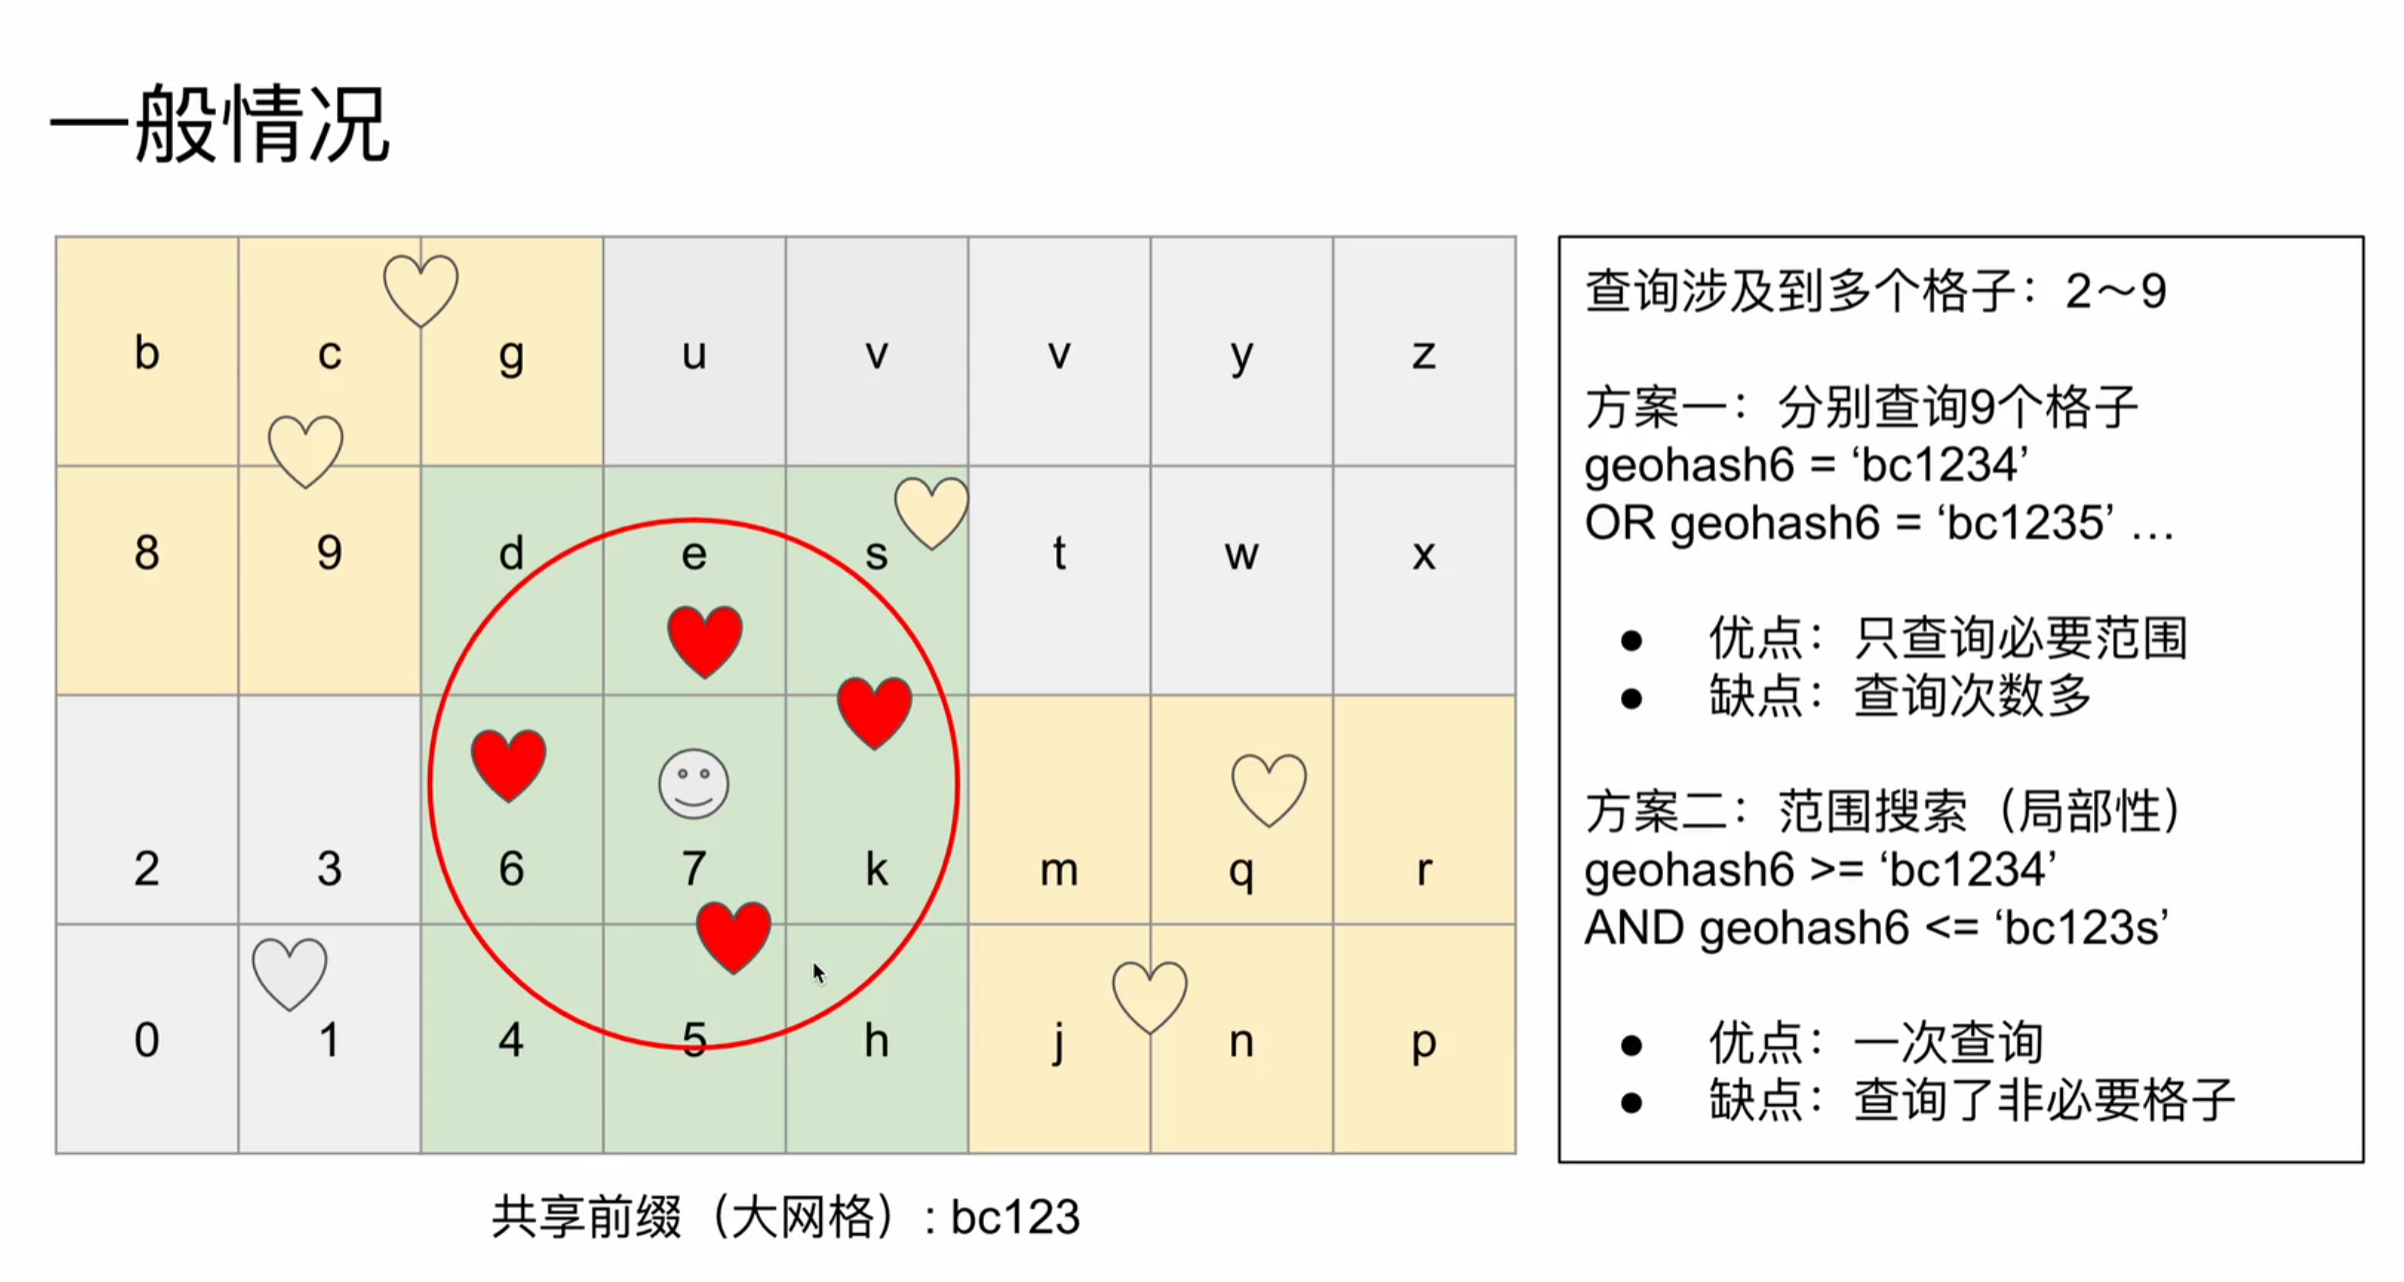 一般情况
b c g u v v y z
8 9 d e s t w x
2 3 6 7 k m q r
0 1 4 5 h j n p
共享前缀（大网格）: bc123
查询涉及到多个格子：2～9
方案一：分别查询9个格子
geohash6 = ‘bc1234’
OR geohash6 = ‘bc1235’ …
● 优点：只查询必要范围
● 缺点：查询次数多
方案二：范围搜索（局部性）
geohash6 >= ‘bc1234’
AND geohash6 <= ‘bc123s’
● 优点：一次查询
● 缺点：查询了非必要格子